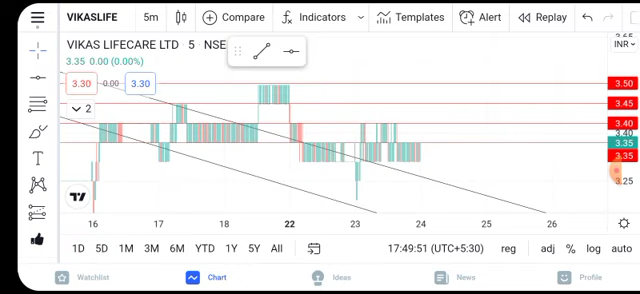 VIKASLIFE 5m Compare Indicators Templates Alert Replay
VIKAS LIFECARE LTD · 5 · NSE
INR
3.35 0.00 (0.00%)
3.30 0.00 3.30
2
3.50
3.45
3.40
3.40
3.35
3.35
3.25
16 17 18 22 23 24 26
1D 5D 1M 3M 6M YTD 1Y 5Y All 17:49:51 (UTC+5:30) reg adj % log auto
Watchlist Chart Ideas News Profile